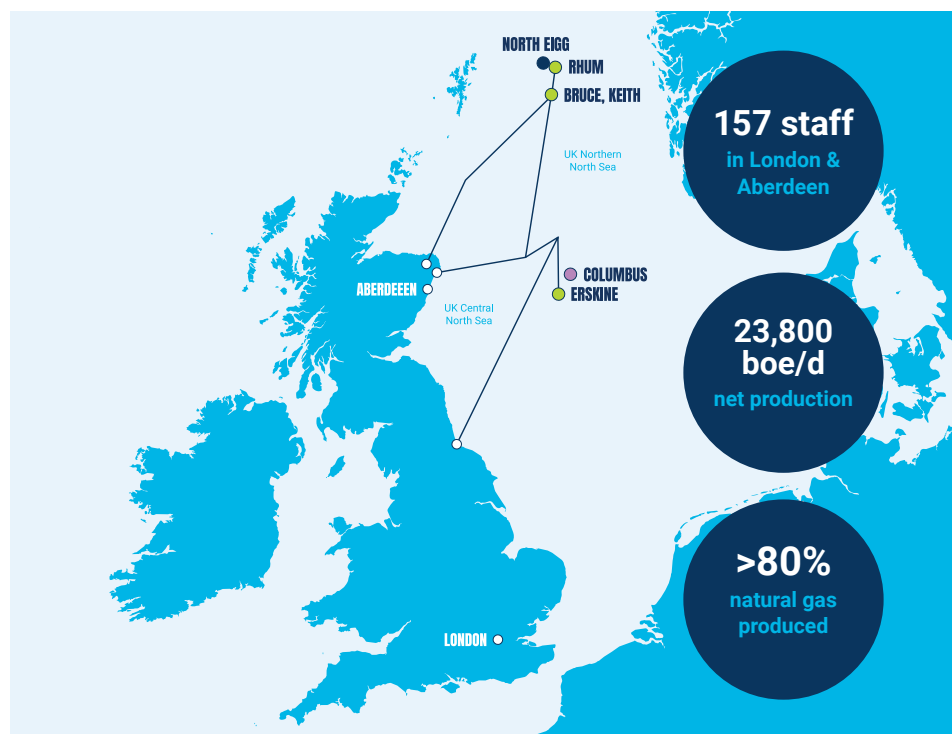 NORTH EIGG
RHUM
BRUCE, KEITH
UK Northern
North Sea
COLUMBUS
ERSKINE
ABERDEEEN
UK Central
North Sea
LONDON
157 staff
in London &
Aberdeen
23,800
boe/d
net production
>80%
natural gas
produced